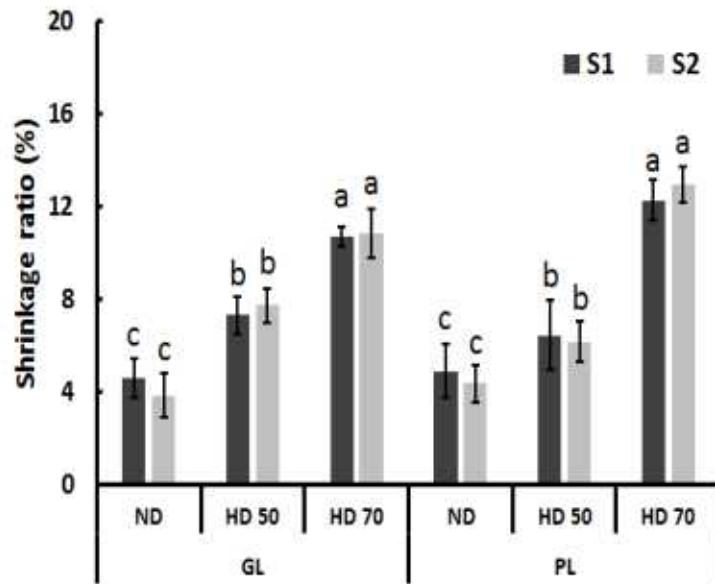 20
16
12
8
4
0
Shrinkage ratio (%)
S1 S2
c c b b a a c c b b a a
ND HD 50 HD 70 ND HD 50 HD 70
GL PL